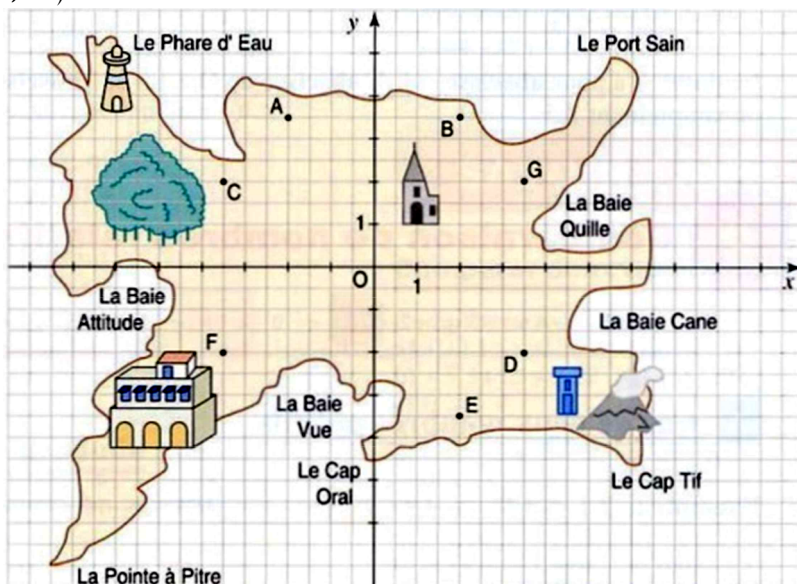 y
Le Phare d' Eau
Le Port Sain
A
B
C
G
La Baie
Quille
1
O
1
x
La Baie
Attitude
La Baie Cane
F
D
E
La Baie
Vue
Le Cap
Oral
Le Cap Tif
La Pointe à Pitre